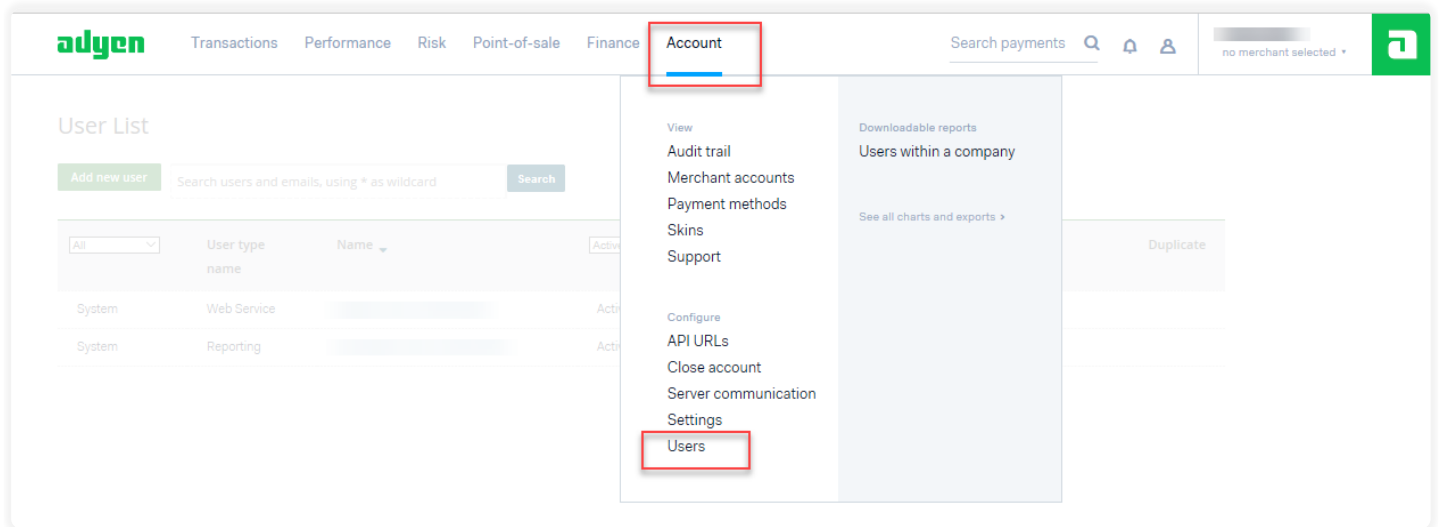 adyen Transactions Performance Risk Point-of-sale Finance Account Search payments
no merchant selected
a
User List
Add new user Search users and emails, using * as wildcard Search
All User type name Name Active Duplicate
System Web Service
System Reporting
View
Audit trail
Merchant accounts
Payment methods
Skins
Support
Configure
API URLs
Close account
Server communication
Settings
Users
Downloadable reports
Users within a company
See all charts and exports >